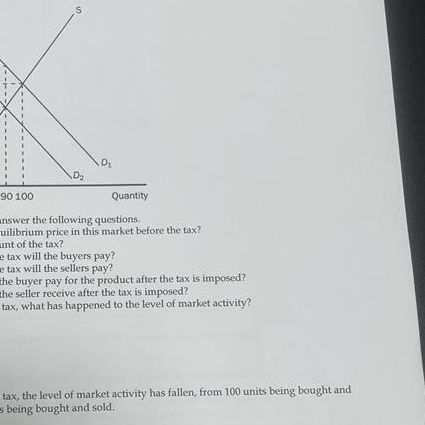 S
D₁
D₂
90 100 Quantity
answer the following questions.
uilibrium price in this market before the tax?
unt of the tax?
e tax will the buyers pay?
e tax will the sellers pay?
the buyer pay for the product after the tax is imposed?
the seller receive after the tax is imposed?
tax, what has happened to the level of market activity?
tax, the level of market activity has fallen, from 100 units being bought and
s being bought and sold.